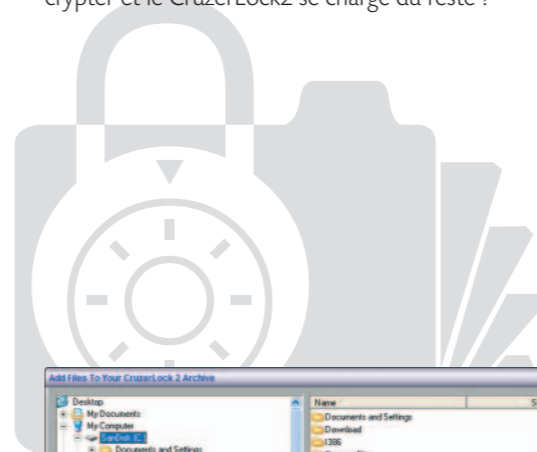 crypter et le CruzerLock2 se charge du reste !
Add Files To Your CruzerLock 2 Archive
Desktop
My Documents
My Computer
SanDisk (C:)
Documents and Settings
Name
S
Documents and Settings
Download
I386